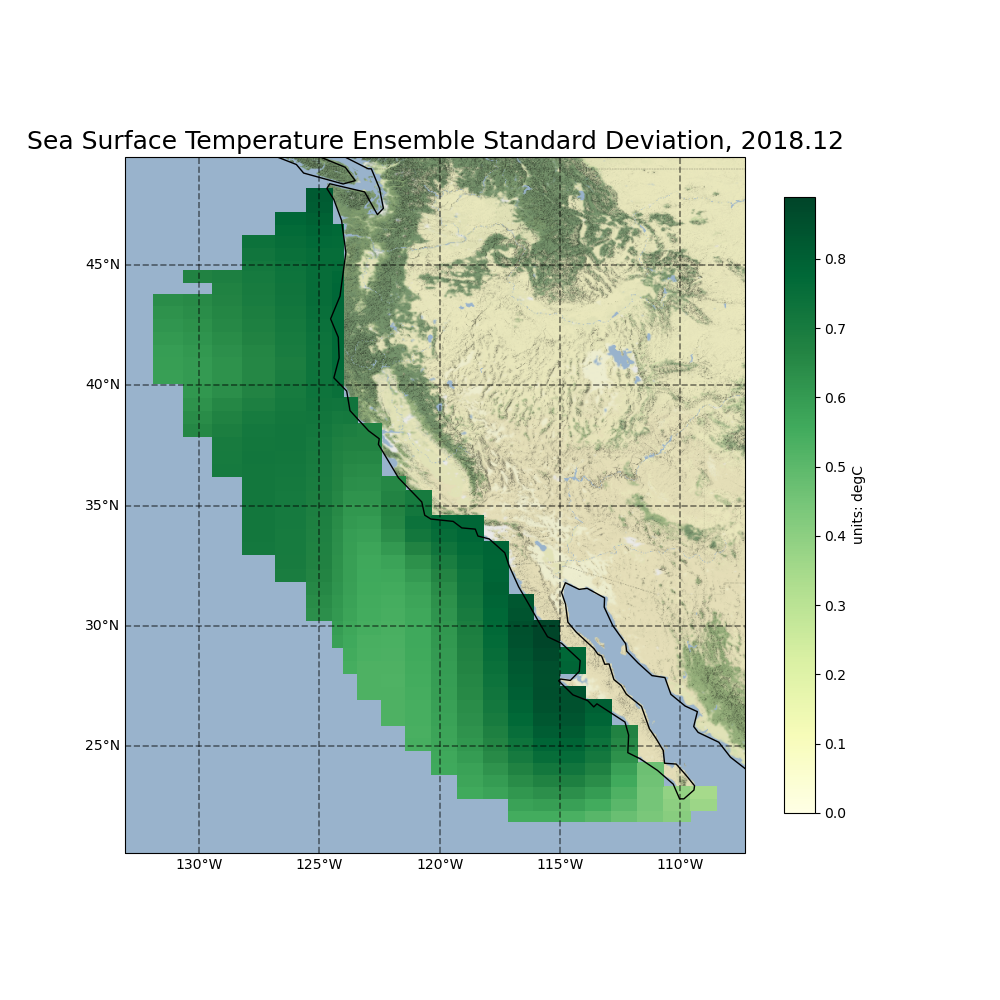 Sea Surface Temperature Ensemble Standard Deviation, 2018.12
45°N
40°N
35°N
30°N
25°N
130°W
125°W
120°W
115°W
110°W
0.8
0.7
0.6
0.5
0.4
0.3
0.2
0.1
0.0
units: degC